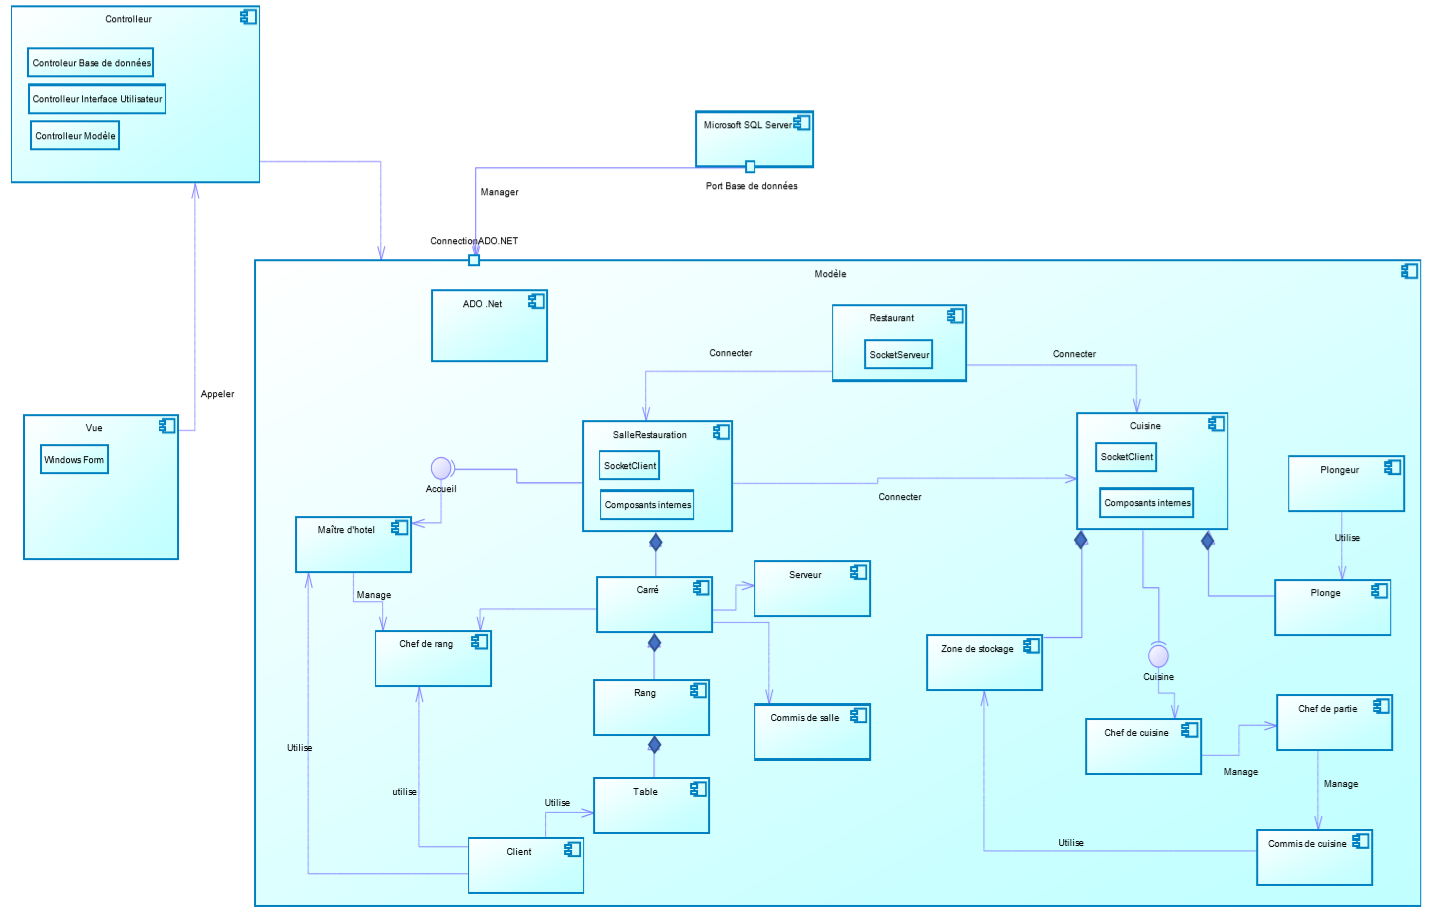 Controlleur
Controleur Base de données
Controlleur Interface Utilisateur
Controlleur Modèle
Microsoft SQL Server
Port Base de données
Manager
ConnectionADO.NET
Modèle
ADO .Net
Restaurant
SocketServeur
Connecter
Connecter
Appeler
Vue
Windows Form
SalleRestauration
SocketClient
Composants internes
Cuisine
SocketClient
Composants internes
Plongeur
Accueil
Connecter
Maître d'hotel
Utilise
Serveur
Carré
Manage
Plonge
Chef de rang
Zone de stockage
Cuisine
Rang
Commis de salle
Chef de partie
Chef de cuisine
Utilise
Manage
Manage
utilise
Table
Utilise
Client
Utilise
Commis de cuisine